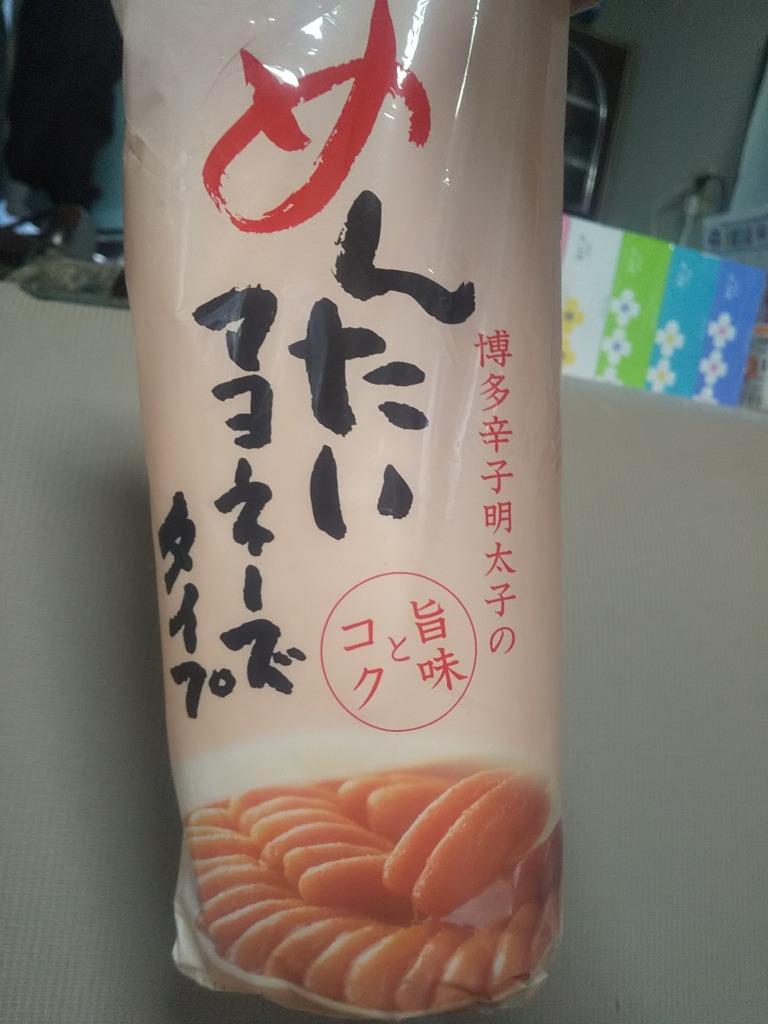 博多辛子明太子の
旨味
と
コク
めんたい
マヨネーズ
タイプ